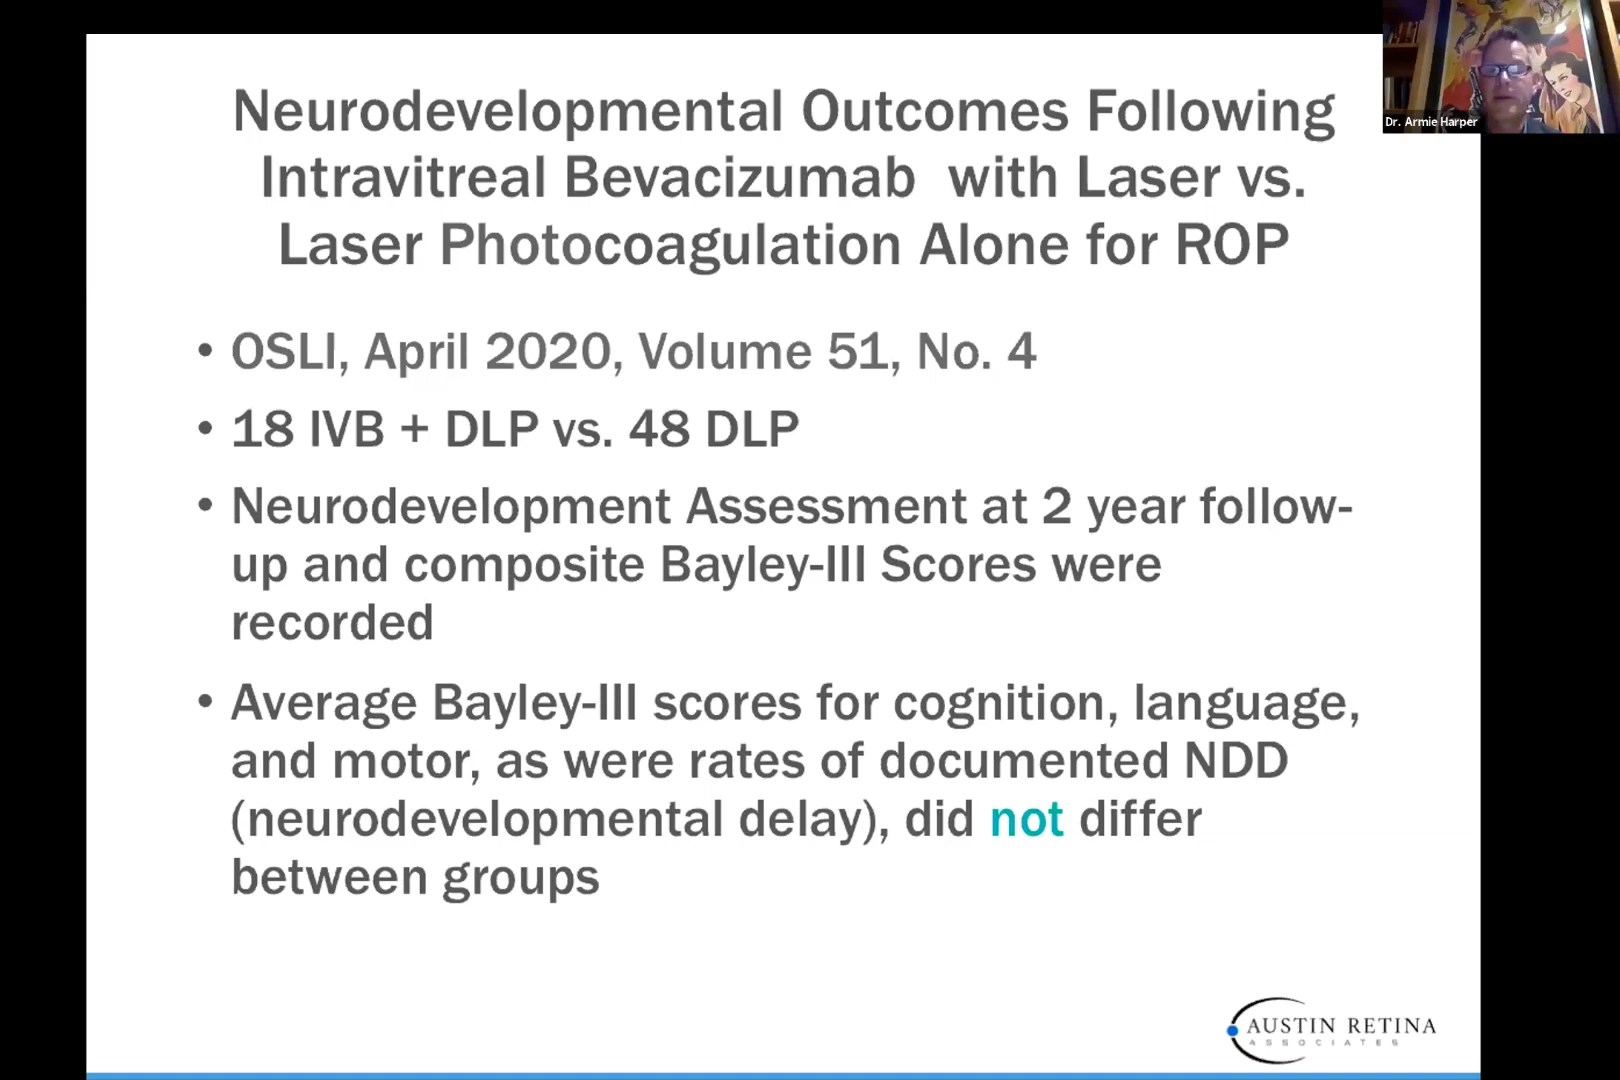 Dr. Armie Harper
Neurodevelopmental Outcomes Following
Intravitreal Bevacizumab with Laser vs.
Laser Photocoagulation Alone for ROP
• OSLI, April 2020, Volume 51, No. 4
• 18 IVB + DLP vs. 48 DLP
• Neurodevelopment Assessment at 2 year follow-
up and composite Bayley-III Scores were
recorded
• Average Bayley-III scores for cognition, language,
and motor, as were rates of documented NDD
(neurodevelopmental delay), did not differ
between groups
AUSTIN RETINA
ASSOCIATES